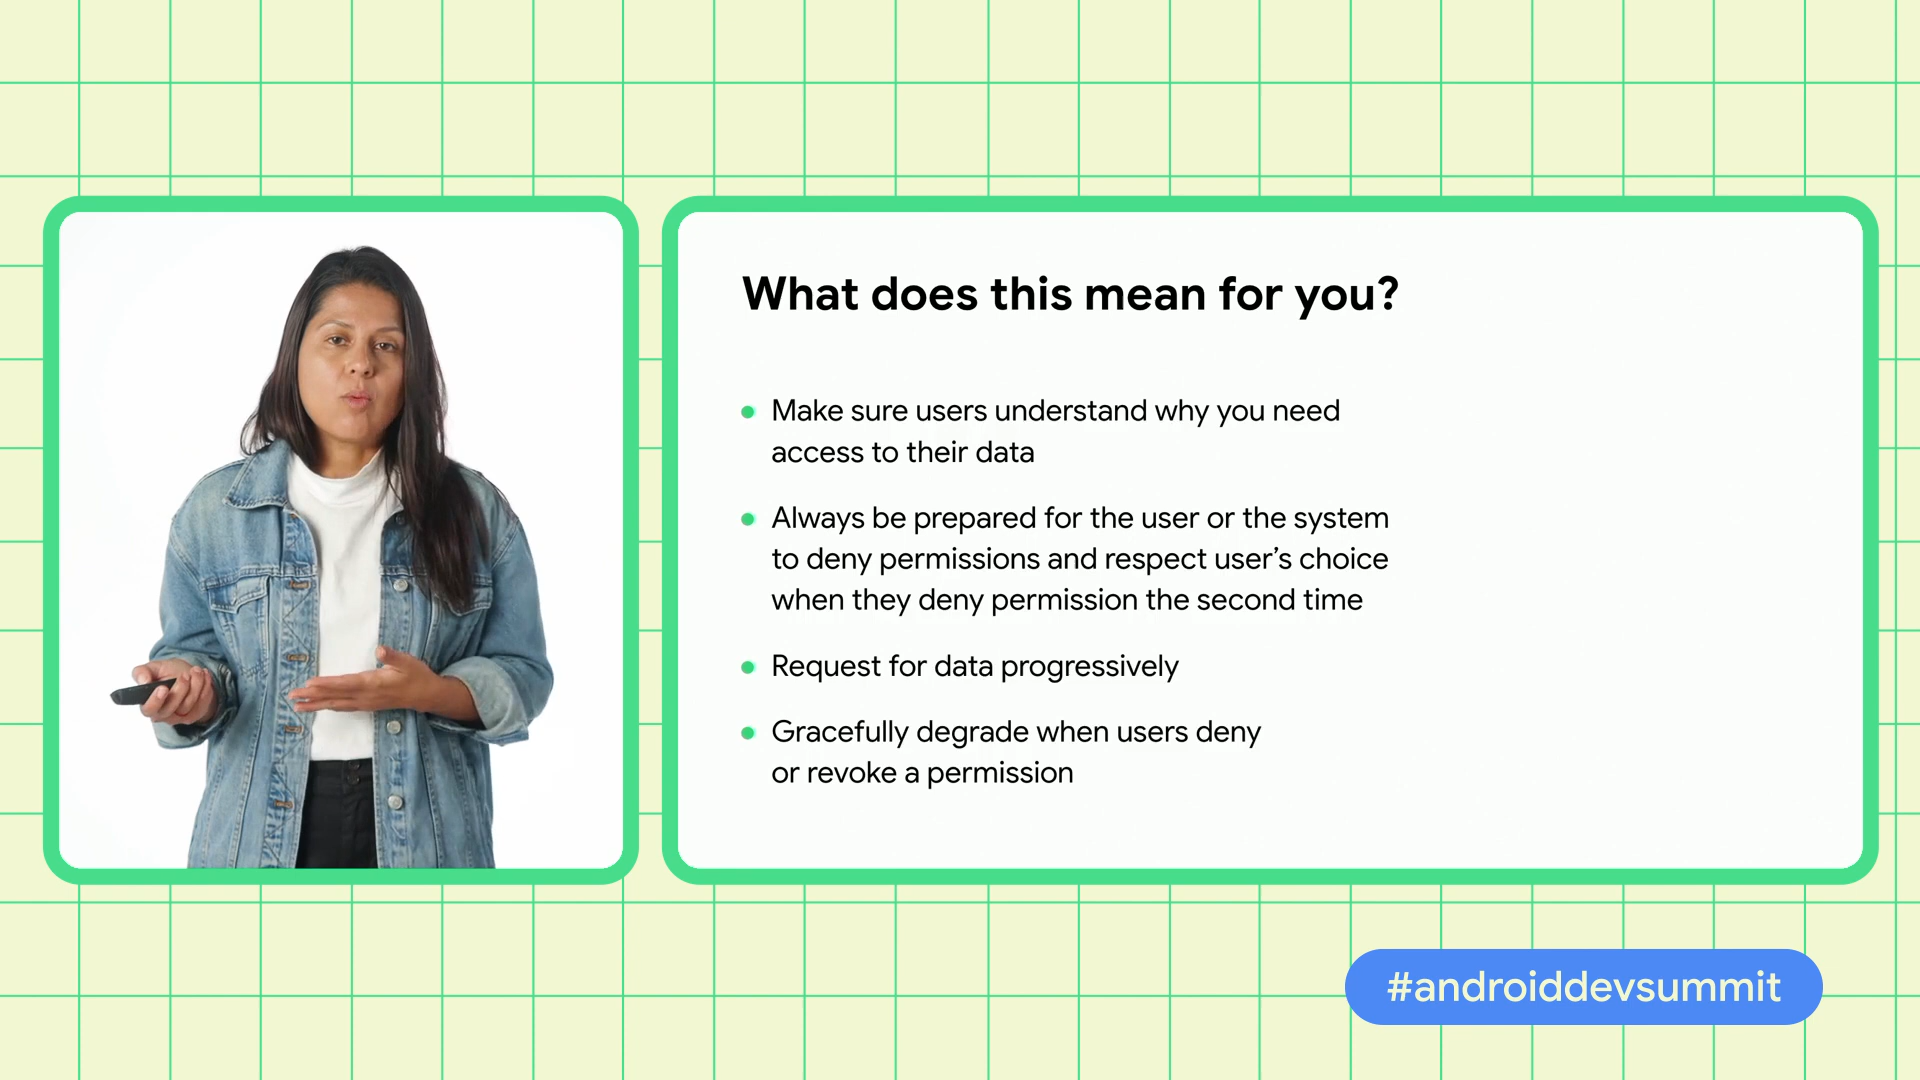 What does this mean for you?
Make sure users understand why you need
access to their data
Always be prepared for the user or the system
to deny permissions and respect user’s choice
when they deny permission the second time
Request for data progressively
Gracefully degrade when users deny
or revoke a permission
#androiddevsummit